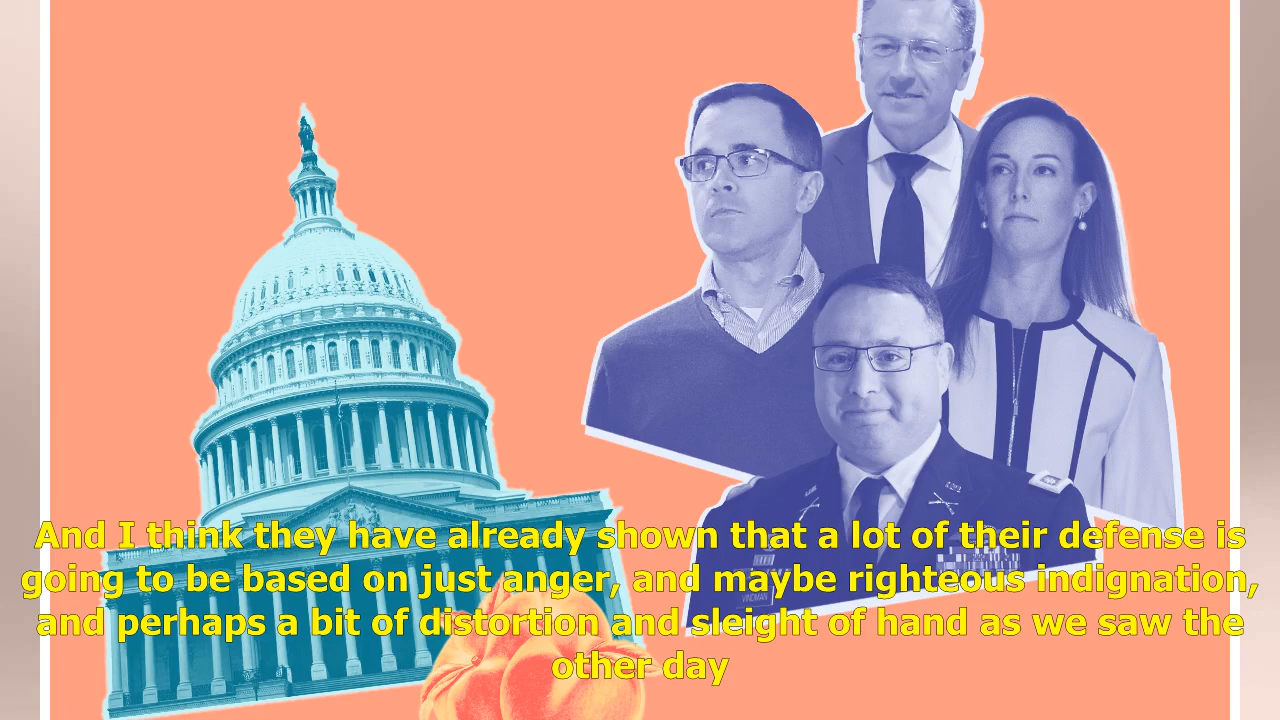 And I think they have already shown that a lot of their defense is
going to be based on just anger, and maybe righteous indignation,
and perhaps a bit of distortion and sleight of hand as we saw the
other day
VINDMAN